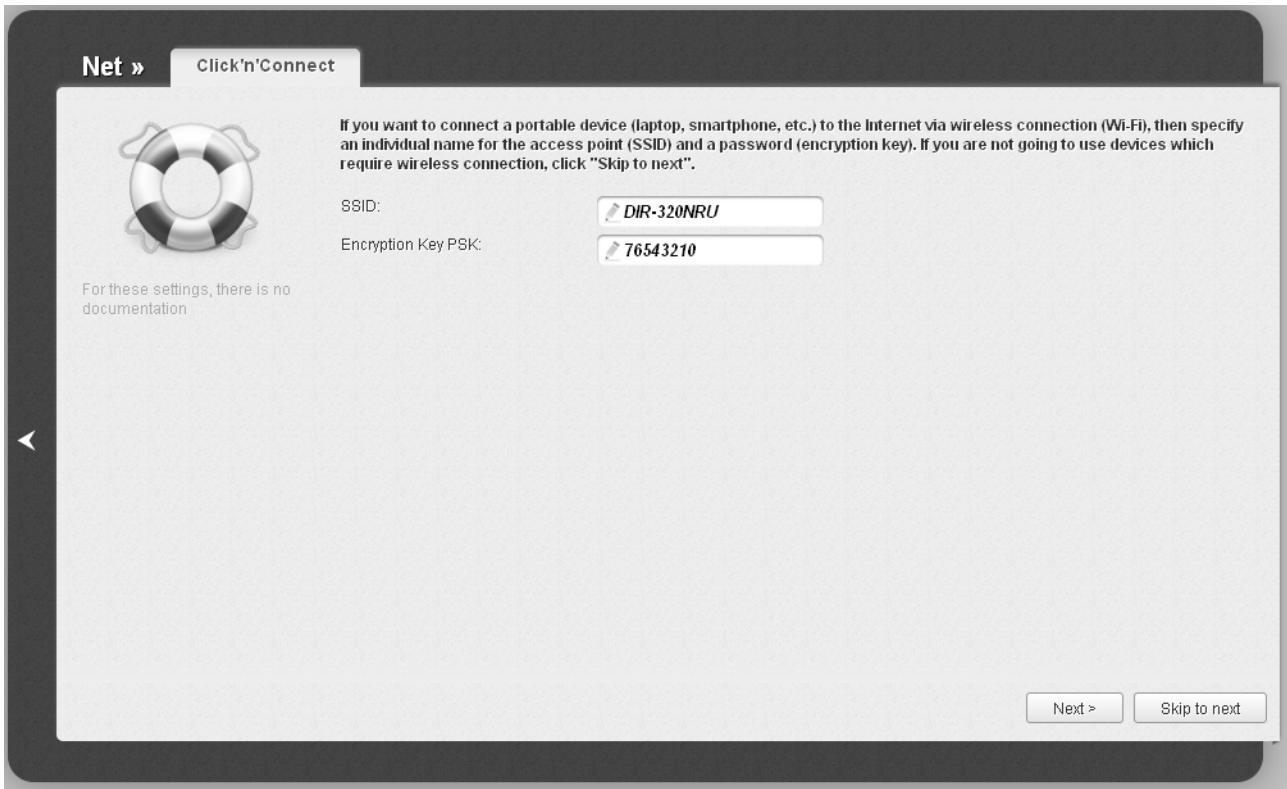 Net »
Click'n'Connect
If you want to connect a portable device (laptop, smartphone, etc.) to the Internet via wireless connection (Wi-Fi), then specify
an individual name for the access point (SSID) and a password (encryption key). If you are not going to use devices which
require wireless connection, click "Skip to next".
SSID:
DIR-320NRU
Encryption Key PSK:
76543210
For these settings, there is no
documentation
Next >
Skip to next